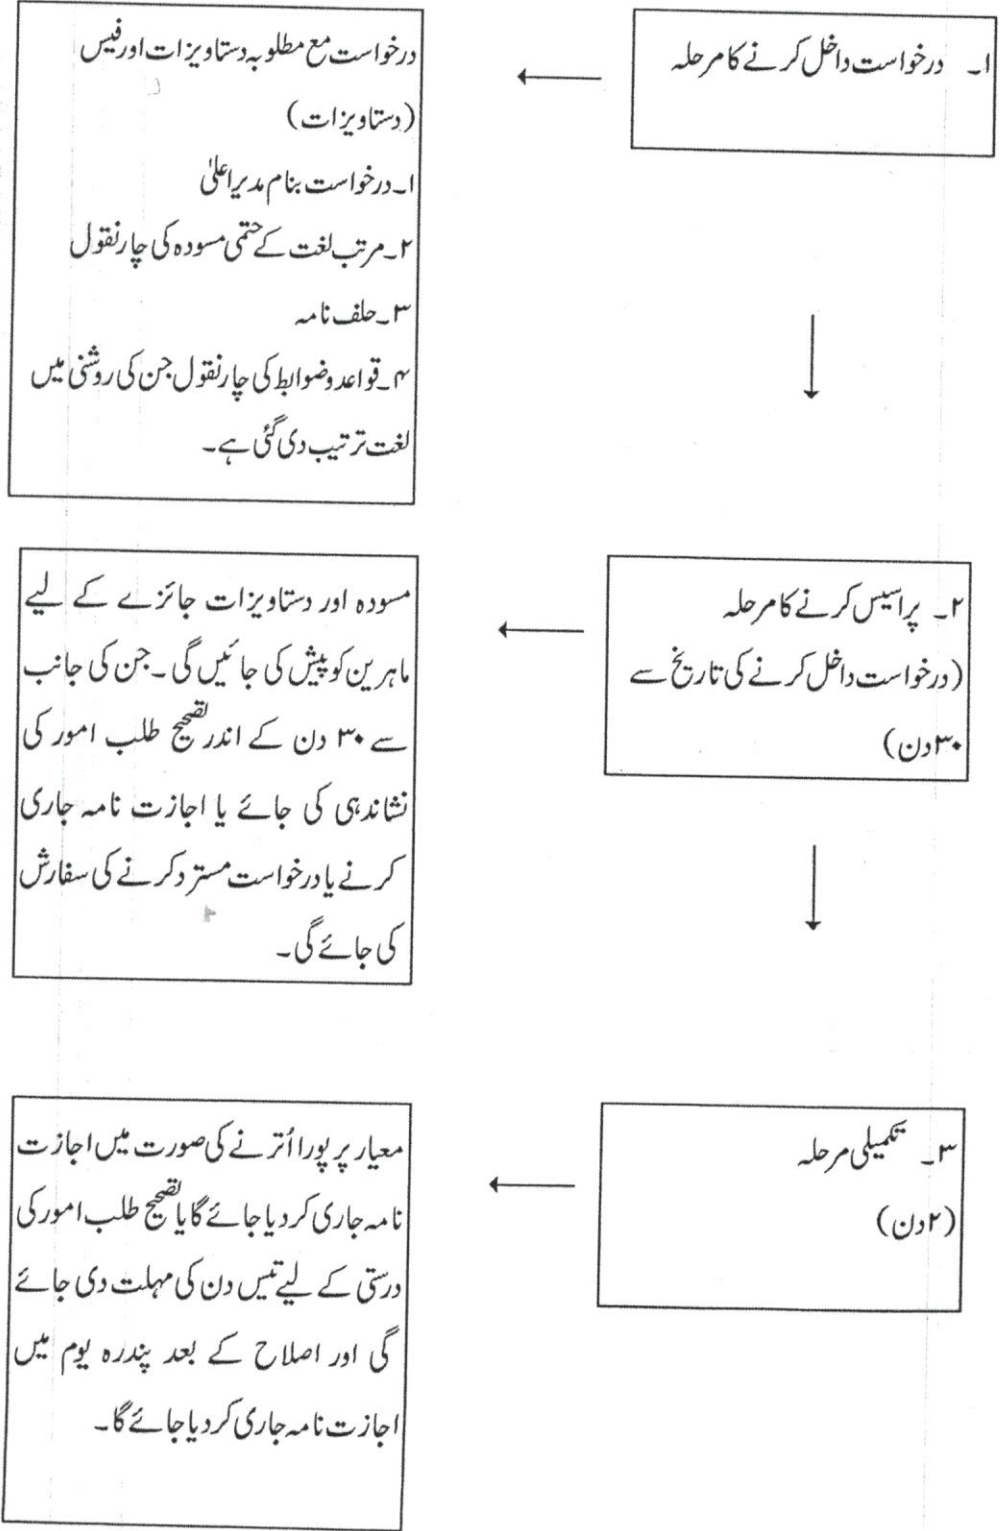 ۱۔ درخواست داخل کرنے کا مرحلہ
درخواست مع مطلوبہ دستاویزات اور فیس
(دستاویزات)
۱۔درخواست بنام مدیر اعلیٰ
۲۔مرتب لغت کے حتمی مسودہ کی چار نقول
۳۔حلف نامہ
۴۔قواعد و ضوابط کی چار نقول جن کی روشنی میں
لغت ترتیب دی گئی ہے۔
۲۔ پراسیس کرنے کا مرحلہ
(درخواست داخل کرنے کی تاریخ سے
۳۰ دن)
مسودہ اور دستاویزات جائزے کے لیے
ماہرین کو پیش کی جائیں گی۔ جن کی جانب
سے ۳۰ دن کے اندر تصحیح طلب امور کی
نشاندہی کی جائے یا اجازت نامہ جاری
کرنے یا درخواست مسترد کرنے کی سفارش
کی جائے گی۔
۳۔ تکمیلی مرحلہ
(۲ دن)
معیار پر پورا اُترنے کی صورت میں اجازت
نامہ جاری کر دیا جائے گا یا تصحیح طلب امور کی
درستی کے لیے تیس دن کی مہلت دی جائے
گی اور اصلاح کے بعد پندرہ یوم میں
اجازت نامہ جاری کر دیا جائے گا۔